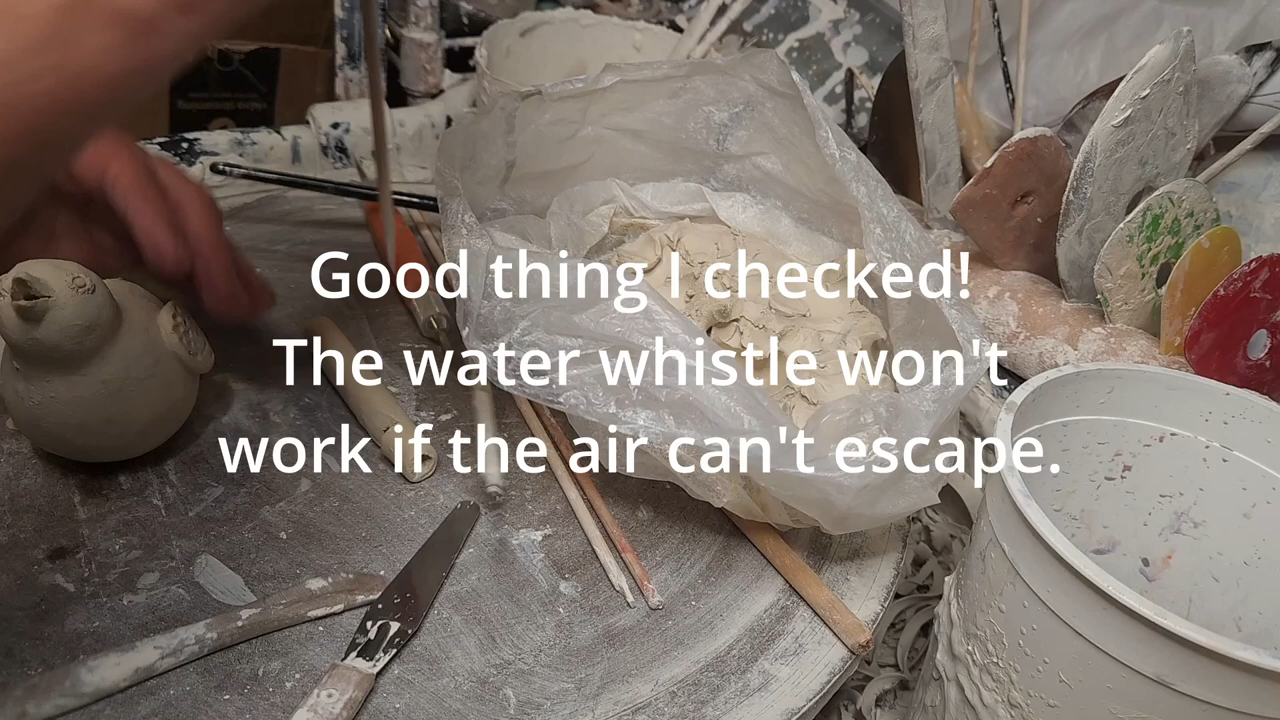 Good thing I checked!
The water whistle won't
work if the air can't escape.